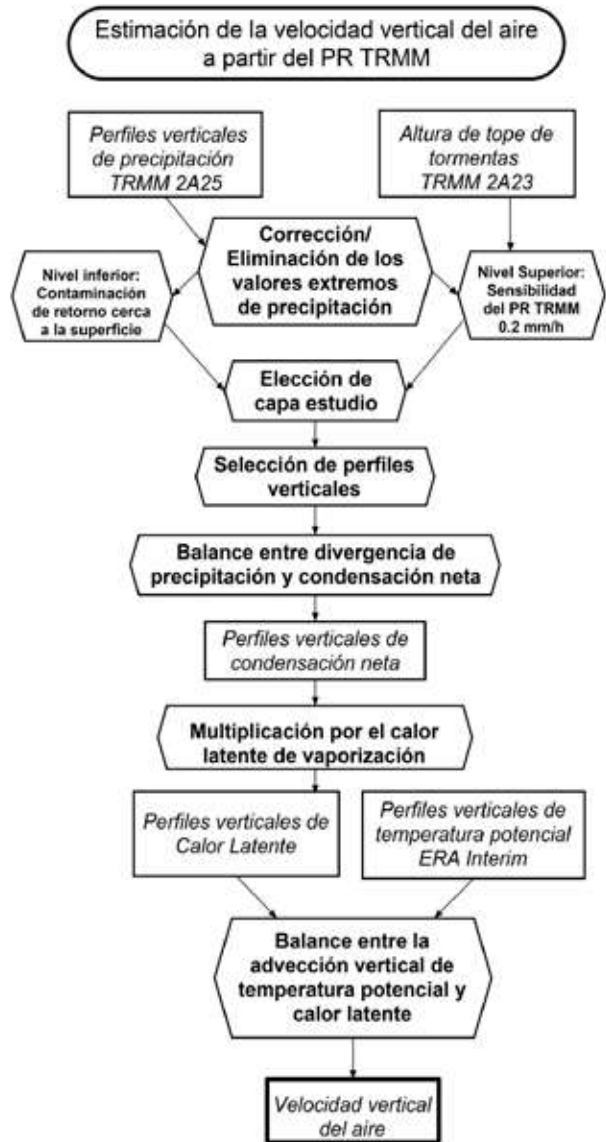 Estimación de la velocidad vertical del aire
a partir del PR TRMM
Perfiles verticales
de precipitación
TRMM 2A25
Altura de tope de
tormentas
TRMM 2A23
Corrección/
Eliminación de los
valores extremos
de precipitación
Nivel inferior:
Contaminación
de retorno cerca
a la superficie
Nivel Superior:
Sensibilidad
del PR TRMM
0.2 mm/h
Elección de
capa estudio
Selección de perfiles
verticales
Balance entre divergencia de
precipitación y condensación neta
Perfiles verticales de
condensación neta
Multiplicación por el calor
latente de vaporización
Perfiles verticales de
Calor Latente
Perfiles verticales de
temperatura potencial
ERA Interim
Balance entre la
advección vertical de
temperatura potencial y
calor latente
Velocidad vertical
del aire